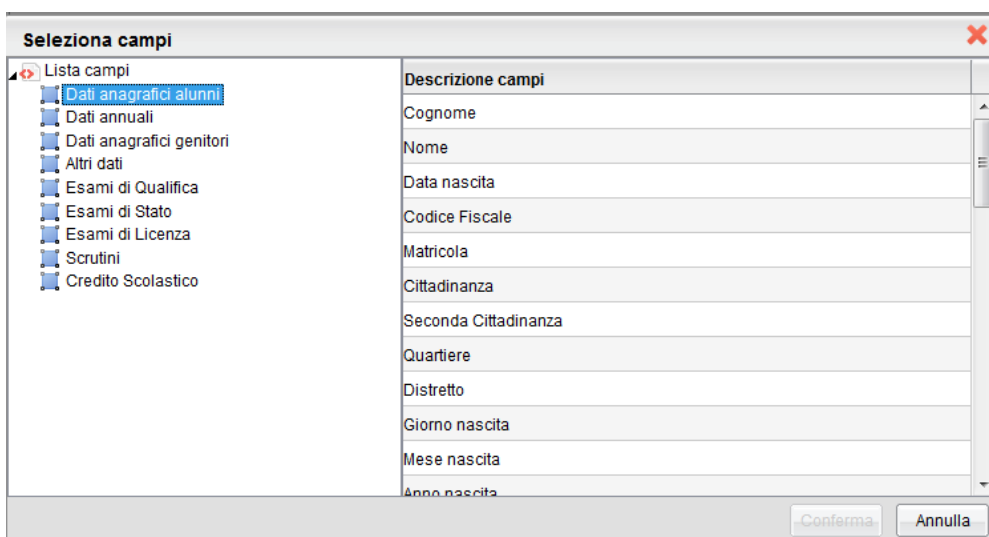 Seleziona campi
Lista campi
Dati anagrafici alunni
Dati annuali
Dati anagrafici genitori
Altri dati
Esami di Qualifica
Esami di Stato
Esami di Licenza
Scrutini
Credito Scolastico
Descrizione campi
Cognome
Nome
Data nascita
Codice Fiscale
Matricola
Cittadinanza
Seconda Cittadinanza
Quartiere
Distretto
Giorno nascita
Mese nascita
Anno nascita
Conferma
Annulla